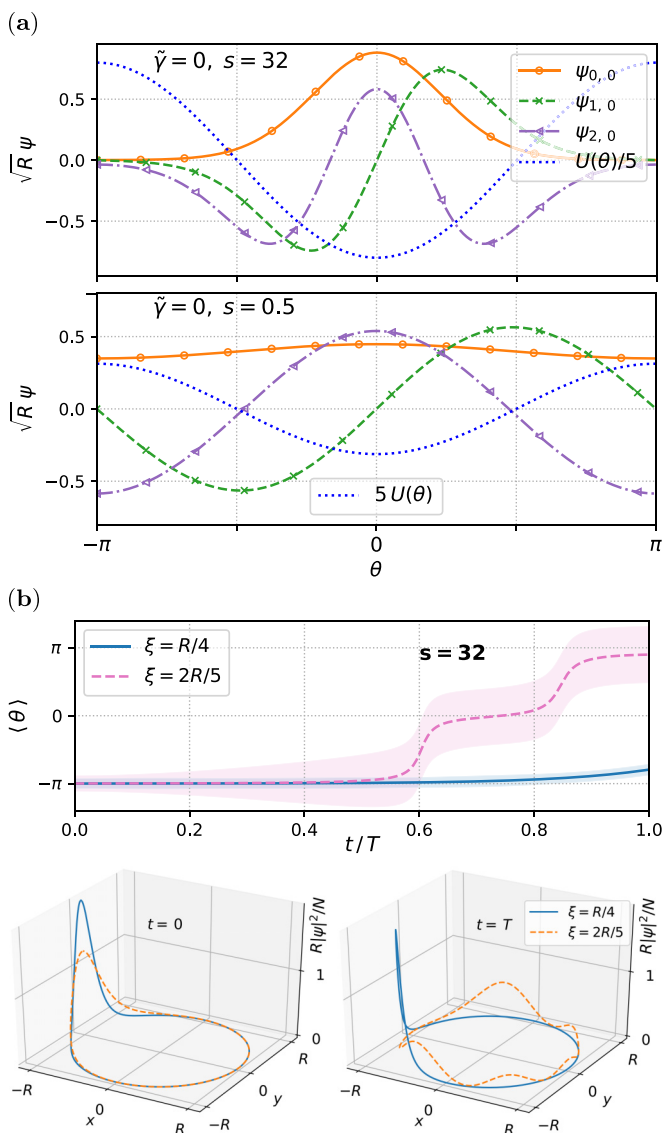 (a)
γ̃ = 0, s = 32
ψ0, 0
ψ1, 0
ψ2, 0
U(θ)/5
0.5
0.0
−0.5
√R ψ
γ̃ = 0, s = 0.5
0.5
0.0
−0.5
√R ψ
5 U(θ)
−π
0
π
θ
(b)
ξ = R/4
ξ = 2R/5
s = 32
π
0
−π
⟨θ⟩
0.0
0.2
0.4
0.6
0.8
1.0
t/T
t = 0
R|ψ|²/N
1
0
−R
0
R
x
−R
0
R
y
t = T
ξ = R/4
ξ = 2R/5
R|ψ|²/N
1
0
−R
0
R
x
−R
0
R
y